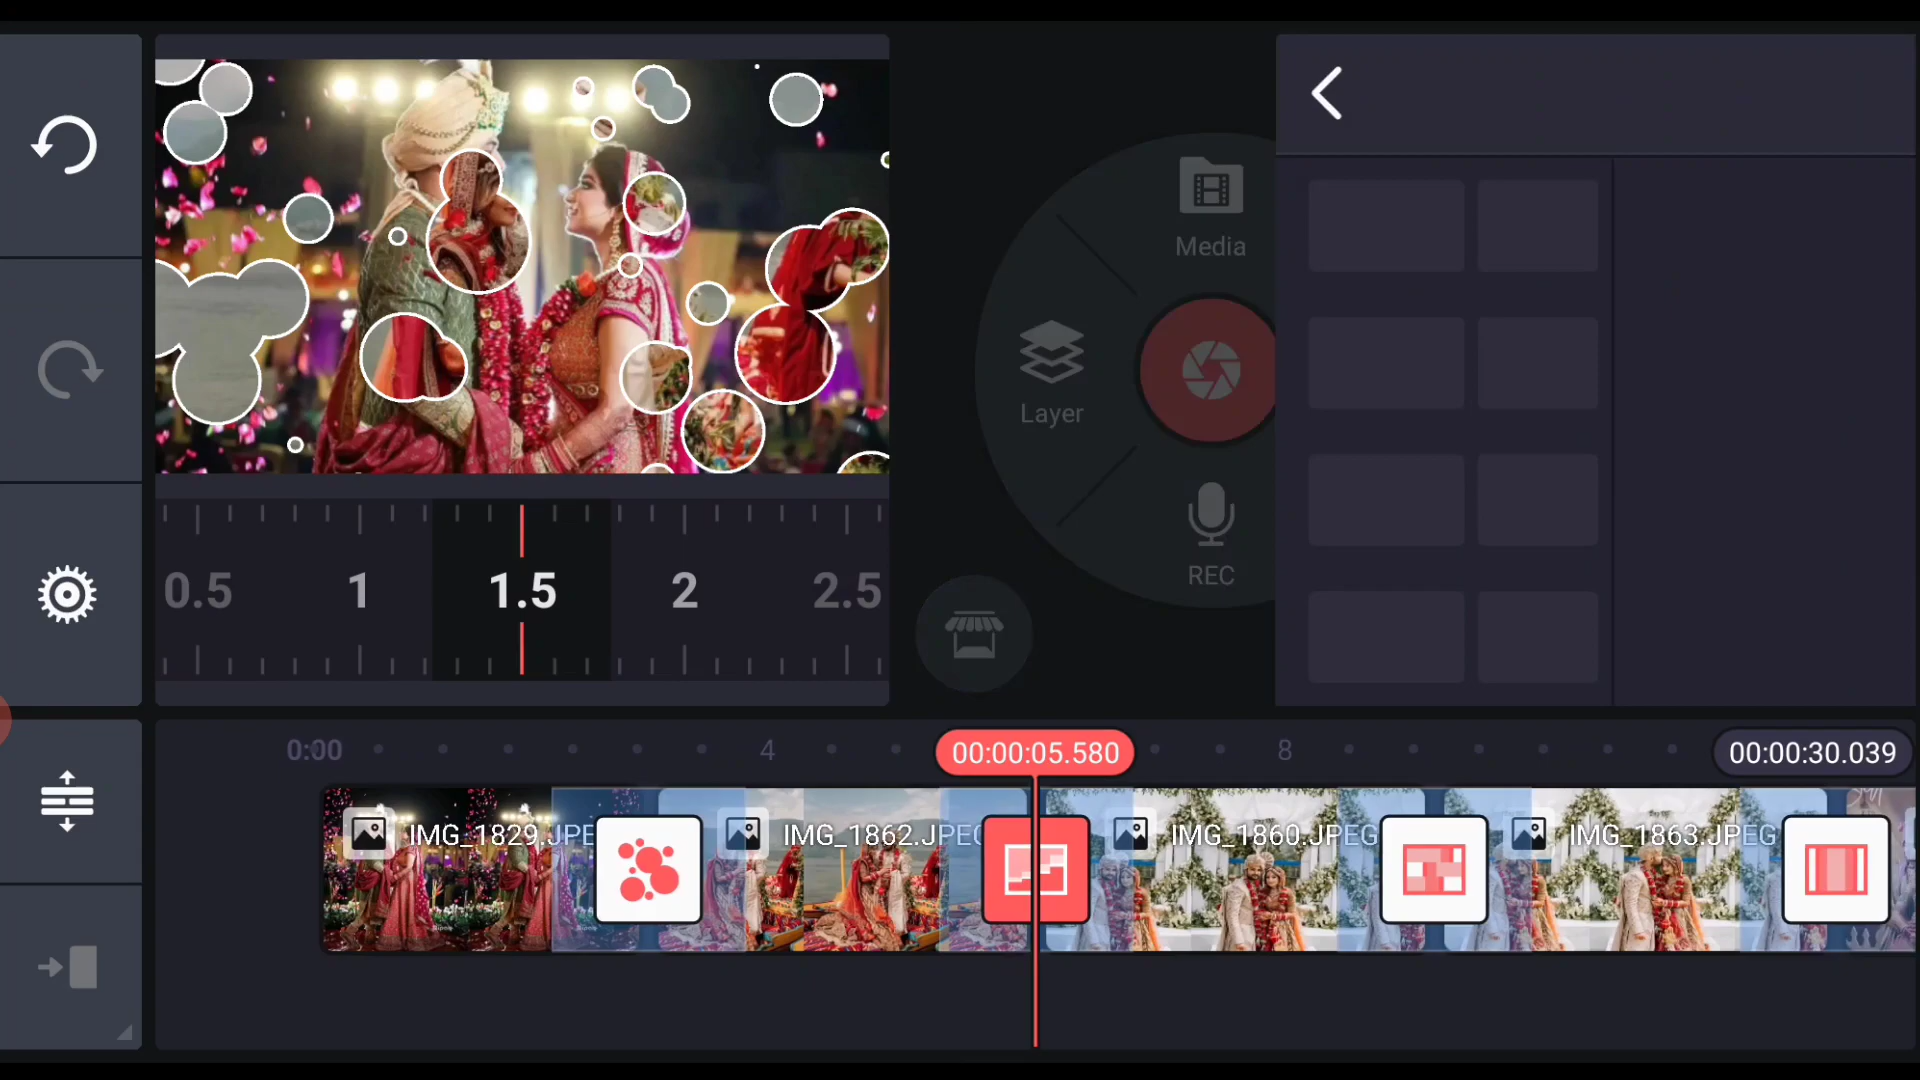 Media
Layer
REC
0.5 1 1.5 2 2.5
0:00 4 00:00:05.580 8 00:00:30.039
IMG_1829.JPE IMG_1862.JPEG IMG_1860.JPEG IMG_1863.JPEG